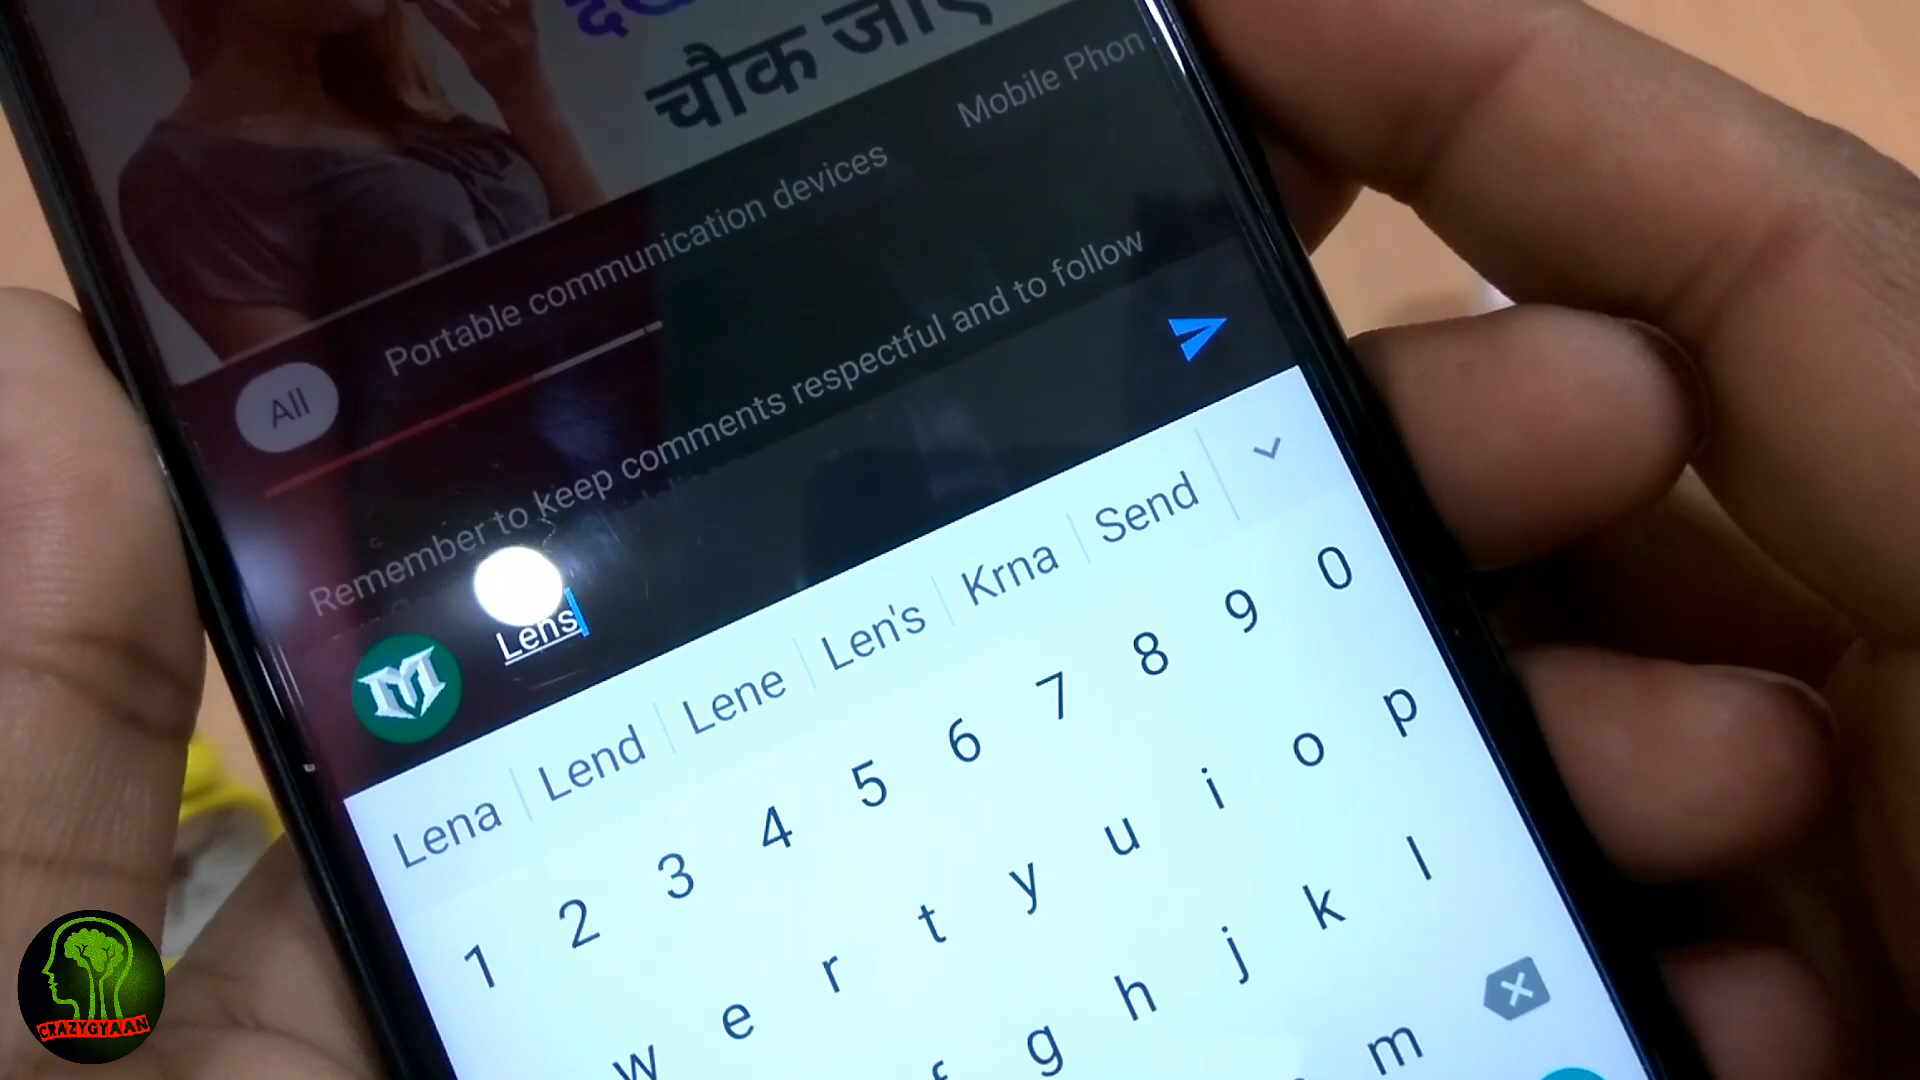 चौक जाए
Mobile Phon
Portable communication devices
All
Remember to keep comments respectful and to follow
Lens
Lena Lend Lene Len's Krna Send
1 2 3 4 5 6 7 8 9 0
w e r t y u i o p
g h j k l
m
CRAZYGYAAN